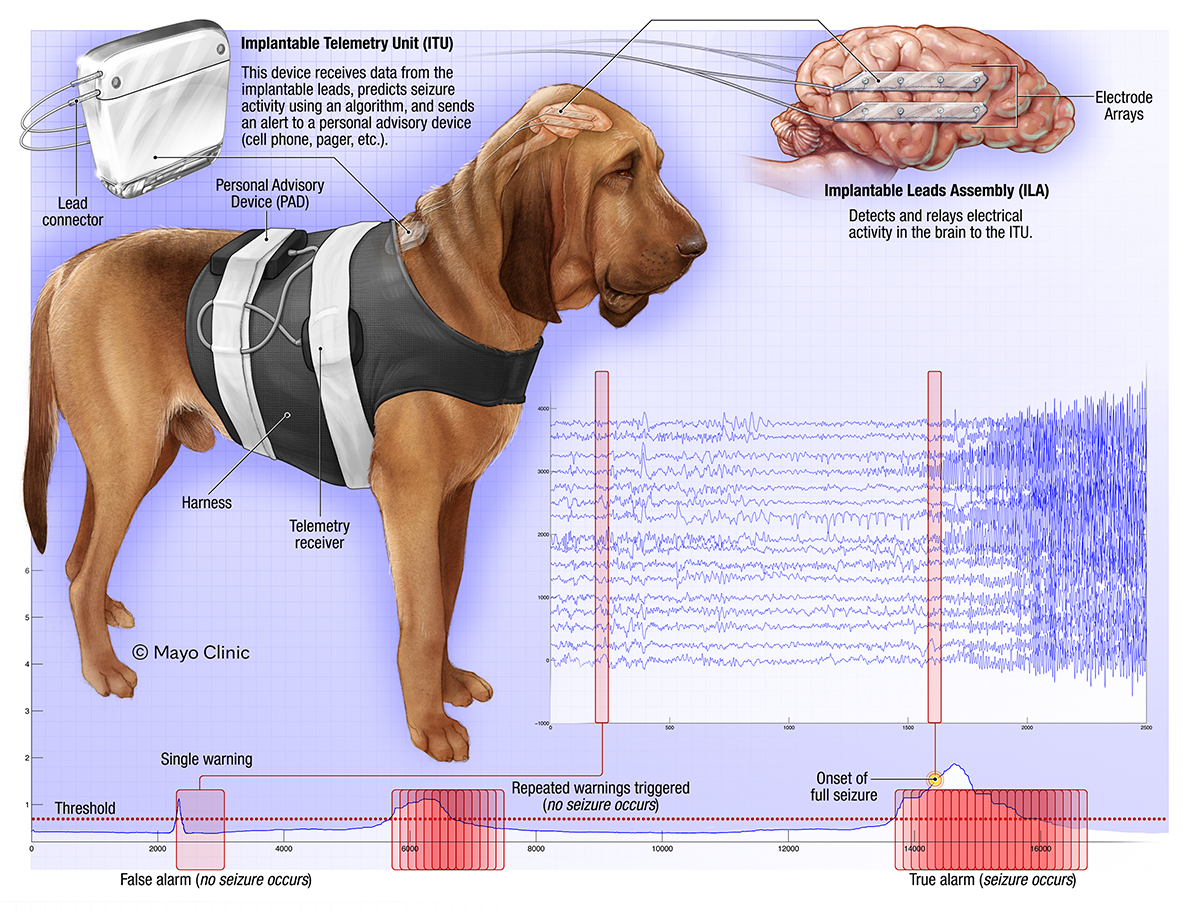 Implantable Telemetry Unit (ITU)
This device receives data from the
implantable leads, predicts seizure
activity using an algorithm, and sends
an alert to a personal advisory device
(cell phone, pager, etc.).
Lead
connector
Personal Advisory
Device (PAD)
Electrode
Arrays
Implantable Leads Assembly (ILA)
Detects and relays electrical
activity in the brain to the ITU.
Harness
Telemetry
receiver
© Mayo Clinic
4000
3000
2000
1000
0
-1000
0 500 1000 1500 2000 2500
6
5
4
3
2
1
Single warning
Threshold
Repeated warnings triggered
(no seizure occurs)
Onset of
full seizure
0 2000 4000 6000 8000 10000 12000 14000 16000
False alarm (no seizure occurs)
True alarm (seizure occurs)